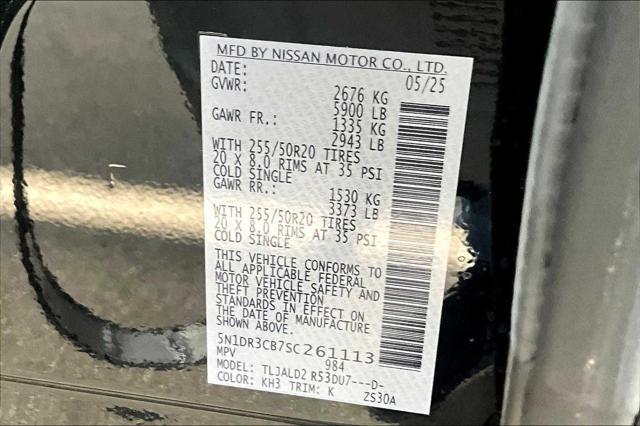 MFD BY NISSAN MOTOR CO., LTD.
DATE: 05/25
GVWR: 2676 KG
5900 LB
GAWR FR.: 1335 KG
2943 LB
WITH 255/50R20 TIRES
20 X 8.0 RIMS AT 35 PSI
COLD SINGLE
GAWR RR.: 1530 KG
3373 LB
WITH 255/50R20 TIRES
20 X 8.0 RIMS AT 35 PSI
COLD SINGLE
THIS VEHICLE CONFORMS TO
ALL APPLICABLE FEDERAL
MOTOR VEHICLE SAFETY AND
THEFT PREVENTION
STANDARDS IN EFFECT ON
THE DATE OF MANUFACTURE
SHOWN ABOVE.
5N1DR3CB7SC261113
MPV 984
MODEL: TLJALD2 R53DU7---D-
COLOR: KH3 TRIM: K ZS30A